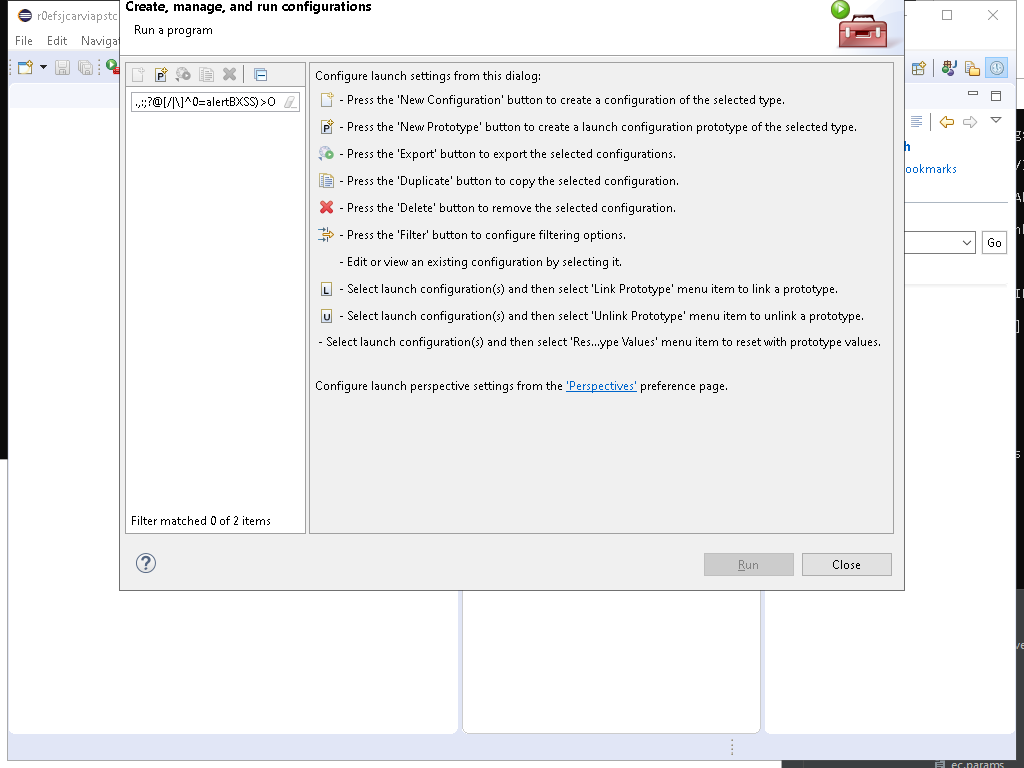 Create, manage, and run configurations
Run a program
File Edit
Configure launch settings from this dialog:
.,:;?@[/|\]^0=alertBXSS)>O
- Press the 'New Configuration' button to create a configuration of the selected type.
- Press the 'New Prototype' button to create a launch configuration prototype of the selected type.
- Press the 'Export' button to export the selected configurations.
- Press the 'Duplicate' button to copy the selected configuration.
- Press the 'Delete' button to remove the selected configuration.
- Press the 'Filter' button to configure filtering options.
- Edit or view an existing configuration by selecting it.
L - Select launch configuration(s) and then select 'Link Prototype' menu item to link a prototype.
U - Select launch configuration(s) and then select 'Unlink Prototype' menu item to unlink a prototype.
- Select launch configuration(s) and then select 'Res...ype Values' menu item to reset with prototype values.
Configure launch perspective settings from the 'Perspectives' preference page.
Filter matched 0 of 2 items
Run
Close
ookmarks
Go
ec.params